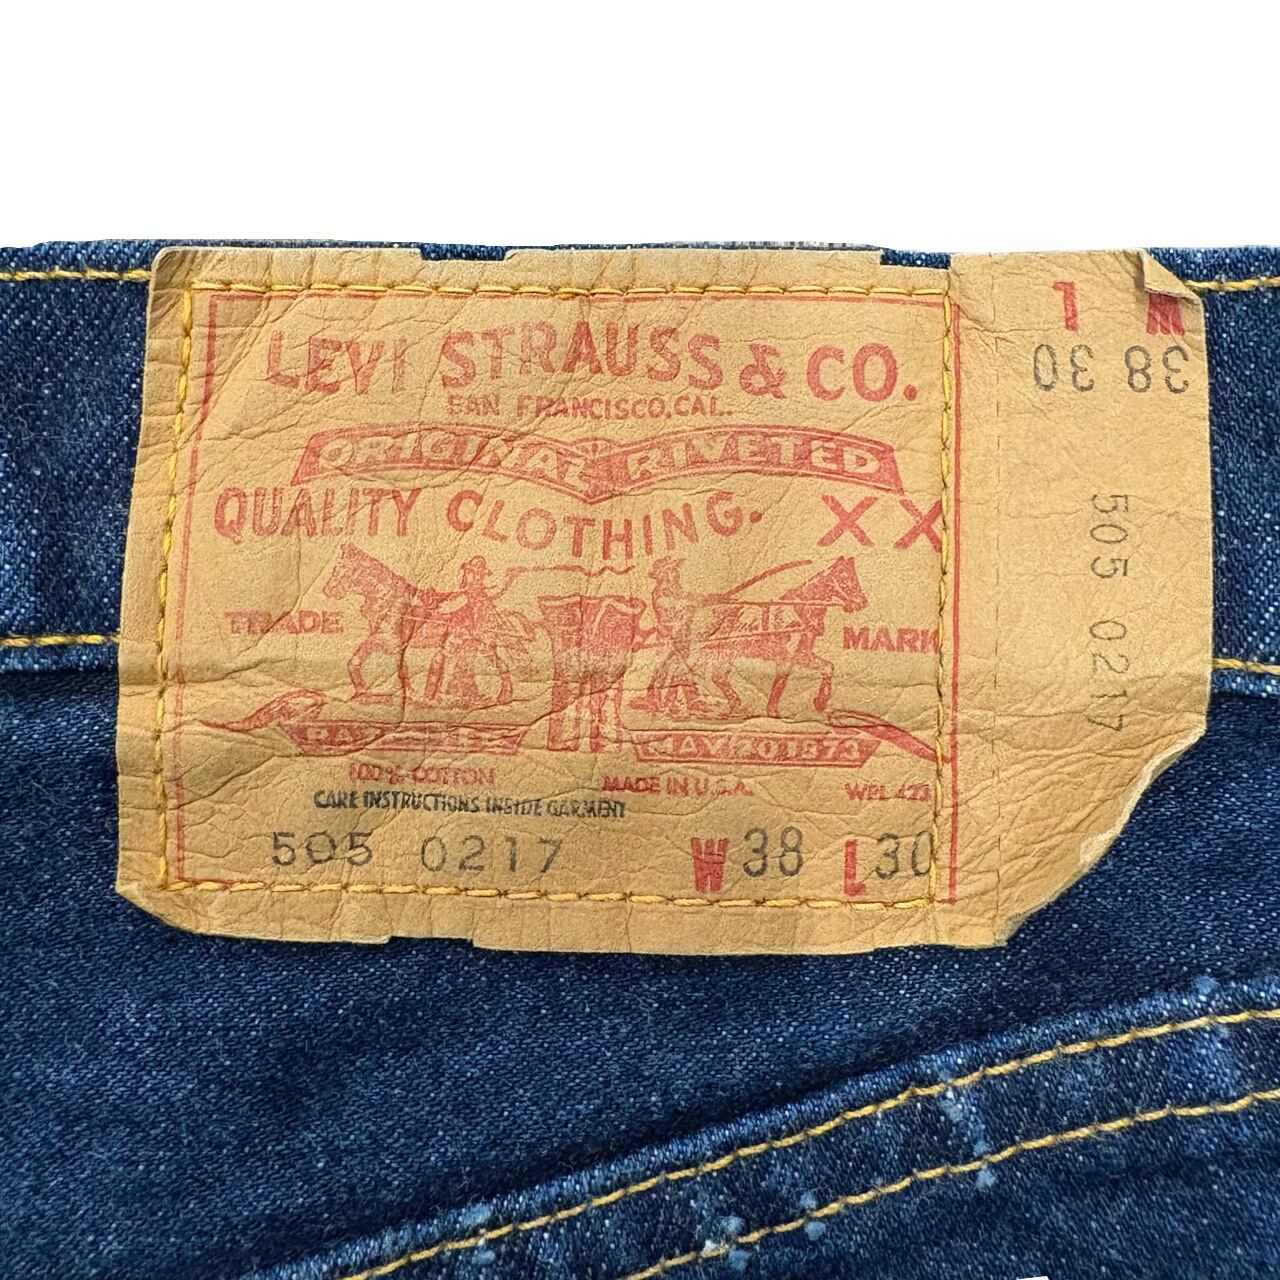 LEVI STRAUSS & CO.
SAN FRANCISCO, CAL.
ORIGINAL RIVETED
QUALITY CLOTHING. XX
TRADE MARK
MAY 20 1873
100% COTTON MADE IN U.S.A. WPL 423
CARE INSTRUCTIONS INSIDE GARMENT
505 0217 W 38 L 30
W L
38 30
505 0217